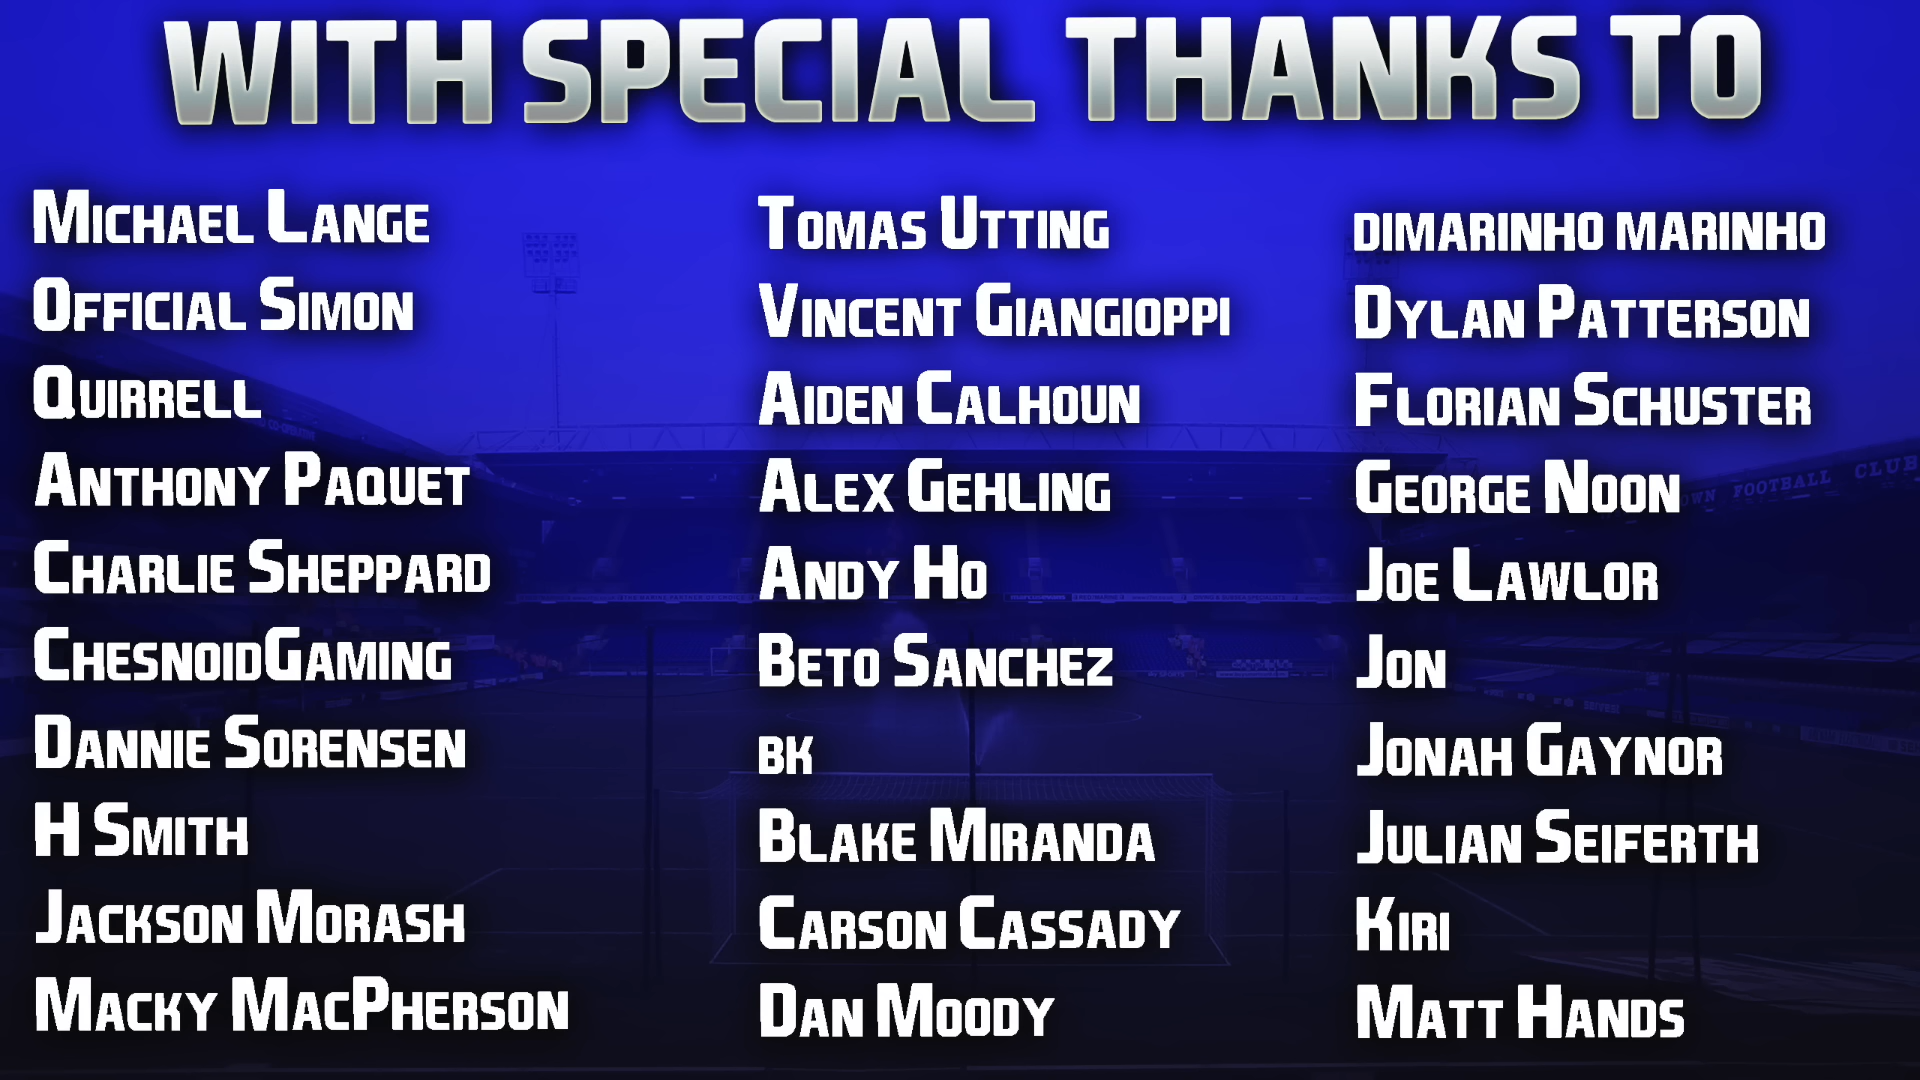 WITH SPECIAL THANKS TO
Michael Lange
Official Simon
Quirrell
Anthony Paquet
Charlie Sheppard
ChesnoidGaming
Dannie Sorensen
H Smith
Jackson Morash
Macky MacPherson
Tomas Utting
Vincent Giangioppi
Aiden Calhoun
Alex Gehling
Andy Ho
Beto Sanchez
bk
Blake Miranda
Carson Cassady
Dan Moody
dimarinho marinho
Dylan Patterson
Florian Schuster
George Noon
Joe Lawlor
Jon
Jonah Gaynor
Julian Seiferth
Kiri
Matt Hands
FOOTBALL CLUB